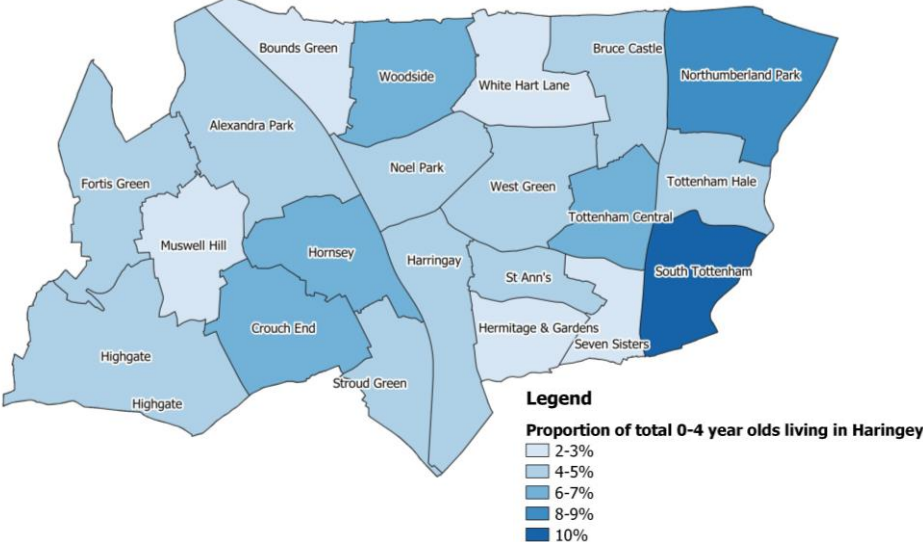 Bounds Green
Bruce Castle
Woodside
Northumberland Park
White Hart Lane
Alexandra Park
Noel Park
Fortis Green
West Green
Tottenham Hale
Tottenham Central
Muswell Hill
Hornsey
Harringay
St Ann's
South Tottenham
Crouch End
Hermitage & Gardens
Seven Sisters
Highgate
Stroud Green
Highgate
Legend
Proportion of total 0-4 year olds living in Haringey
2-3%
4-5%
6-7%
8-9%
10%